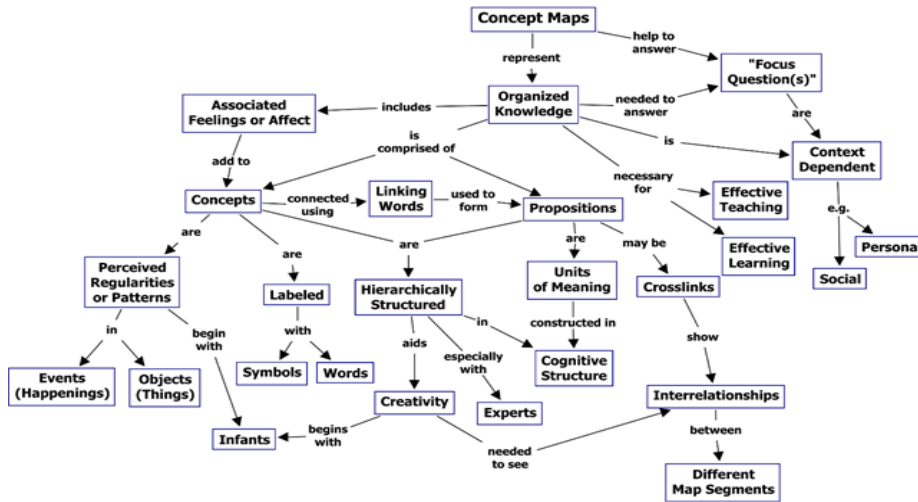 Concept Maps
help to
answer
represent
"Focus
Question(s)"
Associated
Feelings or Affect
includes
Organized
Knowledge
needed to
answer
are
is
comprised of
is
add to
necessary
for
Context
Dependent
Concepts
connected
using
Linking
Words
used to
form
Propositions
Effective
Teaching
e.g.
are
are
are
are
may be
Effective
Learning
Personal
Social
Perceived
Regularities
or Patterns
Labeled
Hierarchically
Structured
Units
of Meaning
Crosslinks
in
begin
with
with
aids
in
constructed in
show
especially
with
Events
(Happenings)
Objects
(Things)
Symbols
Words
Cognitive
Structure
Creativity
Experts
Interrelationships
Infants
begins
with
needed
to see
between
Different
Map Segments